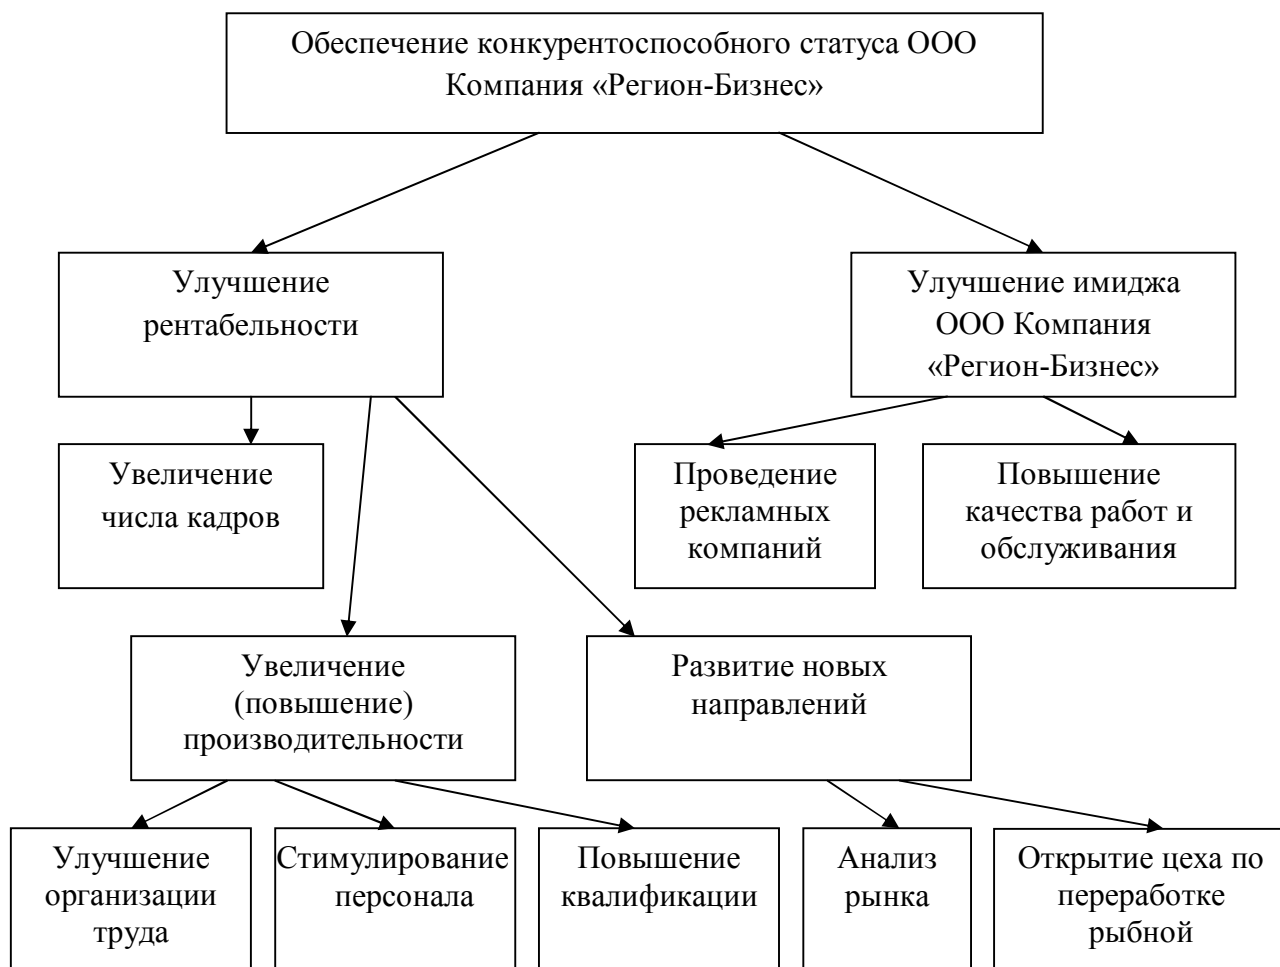 Обеспечение конкурентоспособного статуса ООО
Компания «Регион-Бизнес»
Улучшение
рентабельности
Улучшение имиджа
ООО Компания
«Регион-Бизнес»
Увеличение
числа кадров
Проведение
рекламных
компаний
Повышение
качества работ и
обслуживания
Увеличение
(повышение)
производительности
Развитие новых
направлений
Улучшение
организации
труда
Стимулирование
персонала
Повышение
квалификации
Анализ
рынка
Открытие цеха по
переработке
рыбной